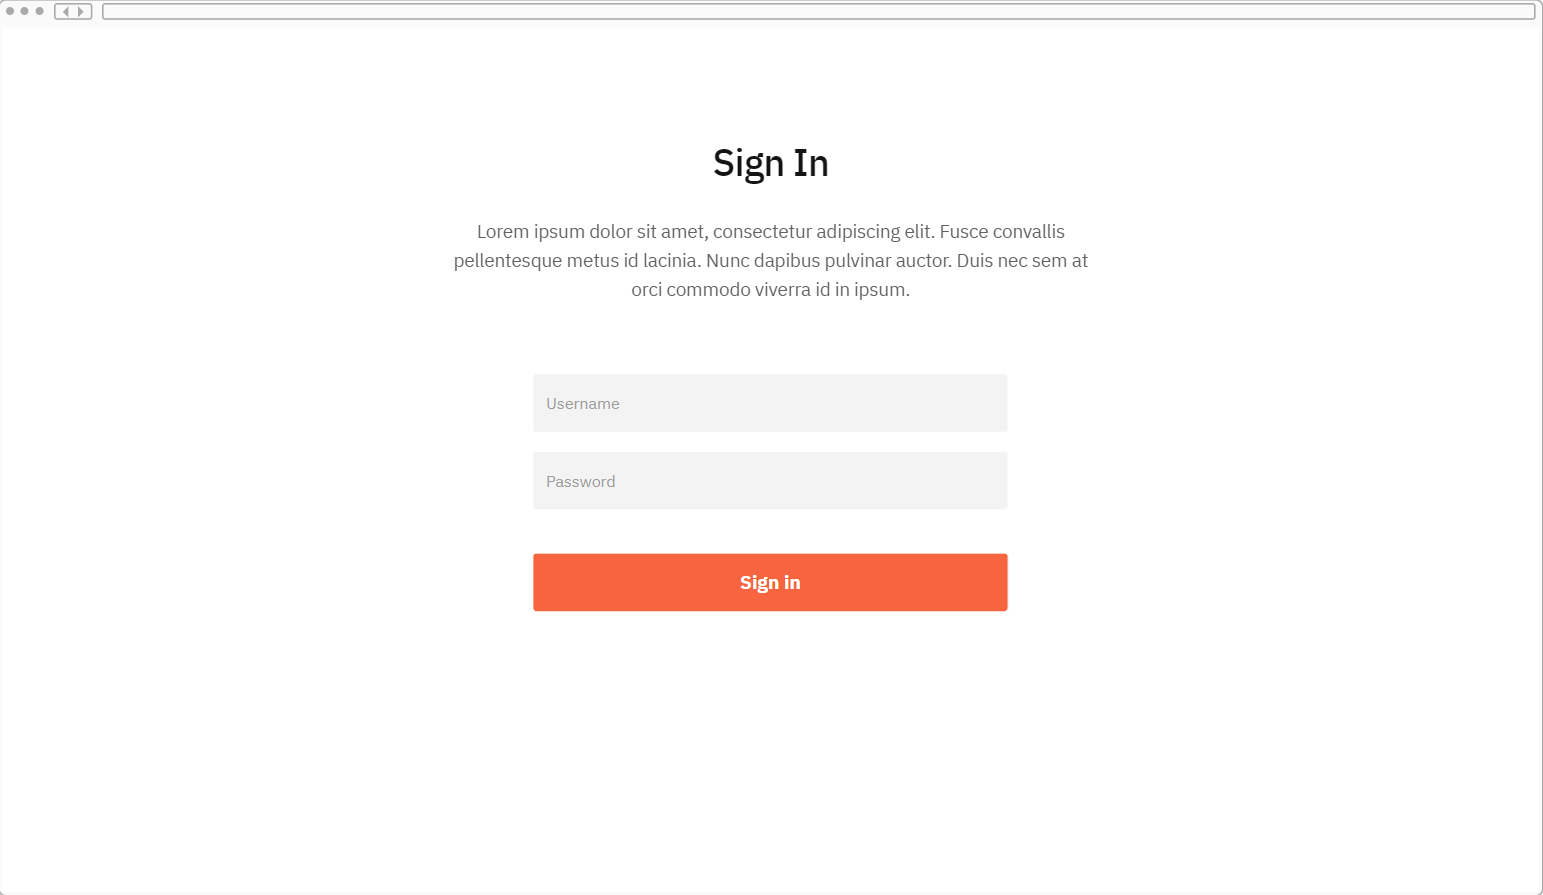 Sign In
Lorem ipsum dolor sit amet, consectetur adipiscing elit. Fusce convallis
pellentesque metus id lacinia. Nunc dapibus pulvinar auctor. Duis nec sem at
orci commodo viverra id in ipsum.
Username
Password
Sign in